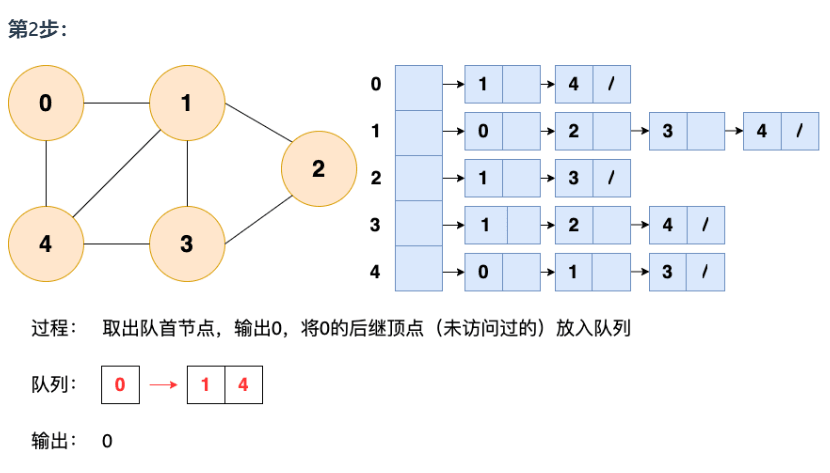 第2步：
0 1 2 3 4
0 1 4 /
1 0 2 3 4 /
2 1 3 /
3 1 2 4 /
4 0 1 3 /
过程： 取出队首节点，输出0，将0的后继顶点（未访问过的）放入队列
队列： 0 → 1 4
输出： 0